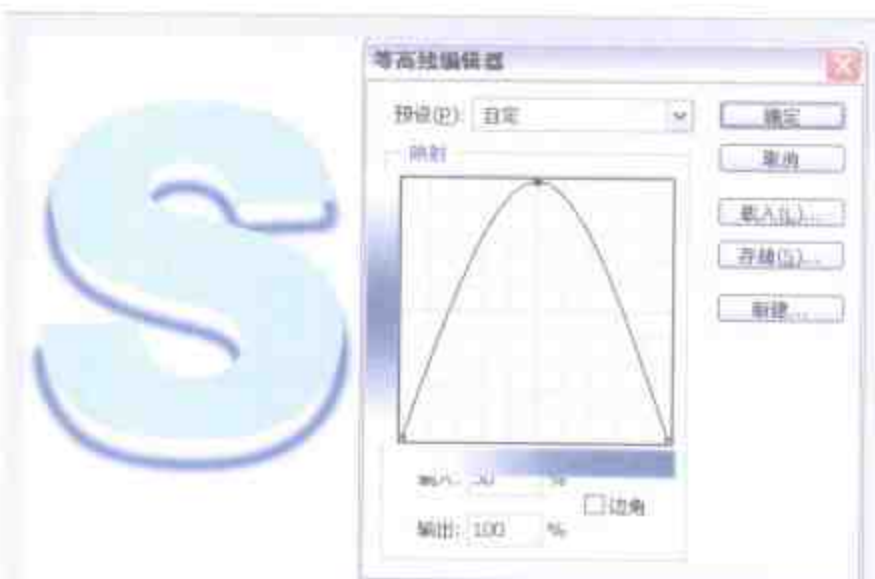 S
等高线编辑器
预设(P): 自定
确定
映射
取消
载入(L)...
存储(S)...
新建...
%
边角
输出: 100 %